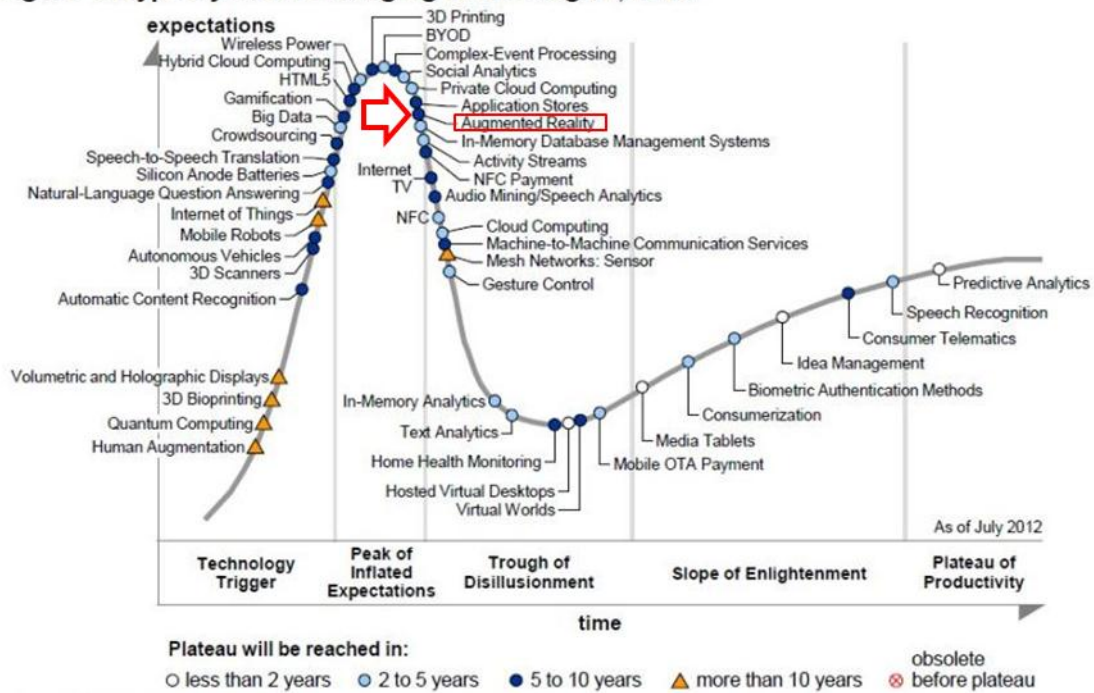 expectations
3D Printing
BYOD
Wireless Power
Complex-Event Processing
Hybrid Cloud Computing
Social Analytics
HTML5
Private Cloud Computing
Gamification
Application Stores
Big Data
Augmented Reality
Crowdsourcing
In-Memory Database Management Systems
Speech-to-Speech Translation
Activity Streams
Silicon Anode Batteries
Internet
TV
NFC Payment
Natural-Language Question Answering
Audio Mining/Speech Analytics
Internet of Things
NFC
Cloud Computing
Mobile Robots
Machine-to-Machine Communication Services
Autonomous Vehicles
Mesh Networks: Sensor
3D Scanners
Gesture Control
Automatic Content Recognition
Predictive Analytics
Speech Recognition
Consumer Telematics
Idea Management
Volumetric and Holographic Displays
Biometric Authentication Methods
3D Bioprinting
In-Memory Analytics
Consumerization
Quantum Computing
Text Analytics
Media Tablets
Human Augmentation
Home Health Monitoring
Mobile OTA Payment
Hosted Virtual Desktops
Virtual Worlds
As of July 2012
Technology
Trigger
Peak of
Inflated
Expectations
Trough of
Disillusionment
Slope of Enlightenment
Plateau of
Productivity
time
Plateau will be reached in:
less than 2 years
2 to 5 years
5 to 10 years
more than 10 years
obsolete
before plateau